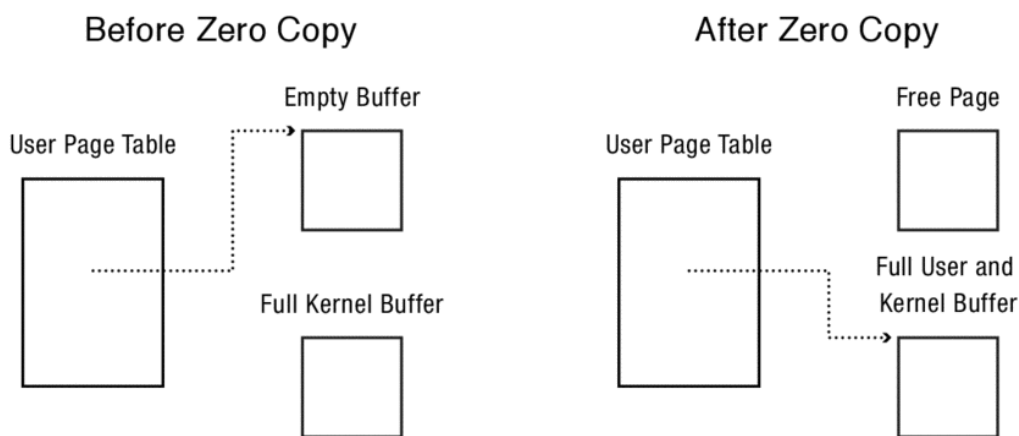 Before Zero Copy
Empty Buffer
User Page Table
Full Kernel Buffer
After Zero Copy
Free Page
User Page Table
Full User and
Kernel Buffer